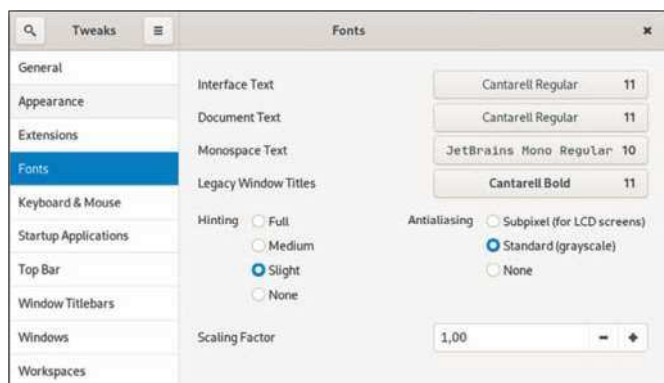 Tweaks
Fonts
General
Appearance
Extensions
Fonts
Keyboard & Mouse
Startup Applications
Top Bar
Window Titlebars
Windows
Workspaces
Interface Text Cantarell Regular 11
Document Text Cantarell Regular 11
Monospace Text JetBrains Mono Regular 10
Legacy Window Titles Cantarell Bold 11
Hinting Full Antialiasing Subpixel (for LCD screens)
Medium Standard (grayscale)
Slight None
None
Scaling Factor 1,00